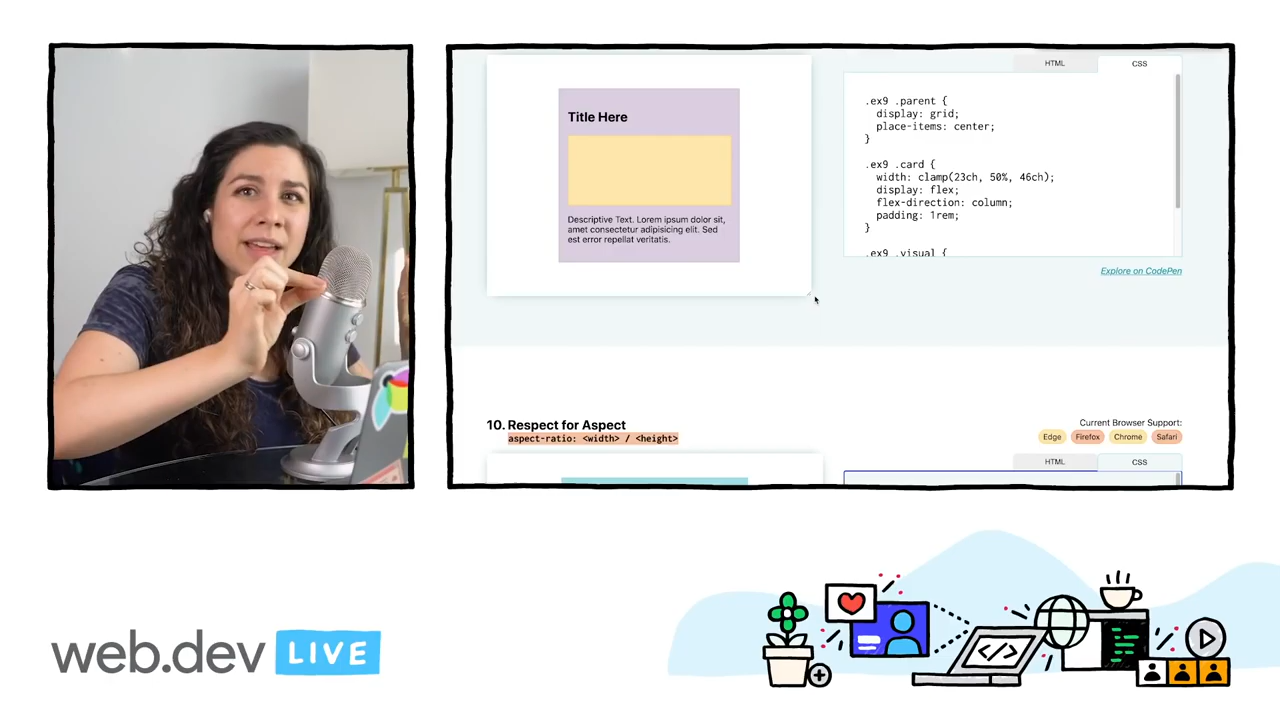 Title Here
Descriptive Text. Lorem ipsum dolor sit,
amet consectetur adipisicing elit. Sed
est error repellat veritatis.
HTML
CSS
.ex9 .parent {
display: grid;
place-items: center;
}
.ex9 .card {
width: clamp(23ch, 50%, 46ch);
display: flex;
flex-direction: column;
padding: 1rem;
}
.ex9 .visual {
Explore on CodePen
10. Respect for Aspect
aspect-ratio: <width> / <height>
Current Browser Support:
Edge
Firefox
Chrome
Safari
HTML
CSS
web.dev LIVE